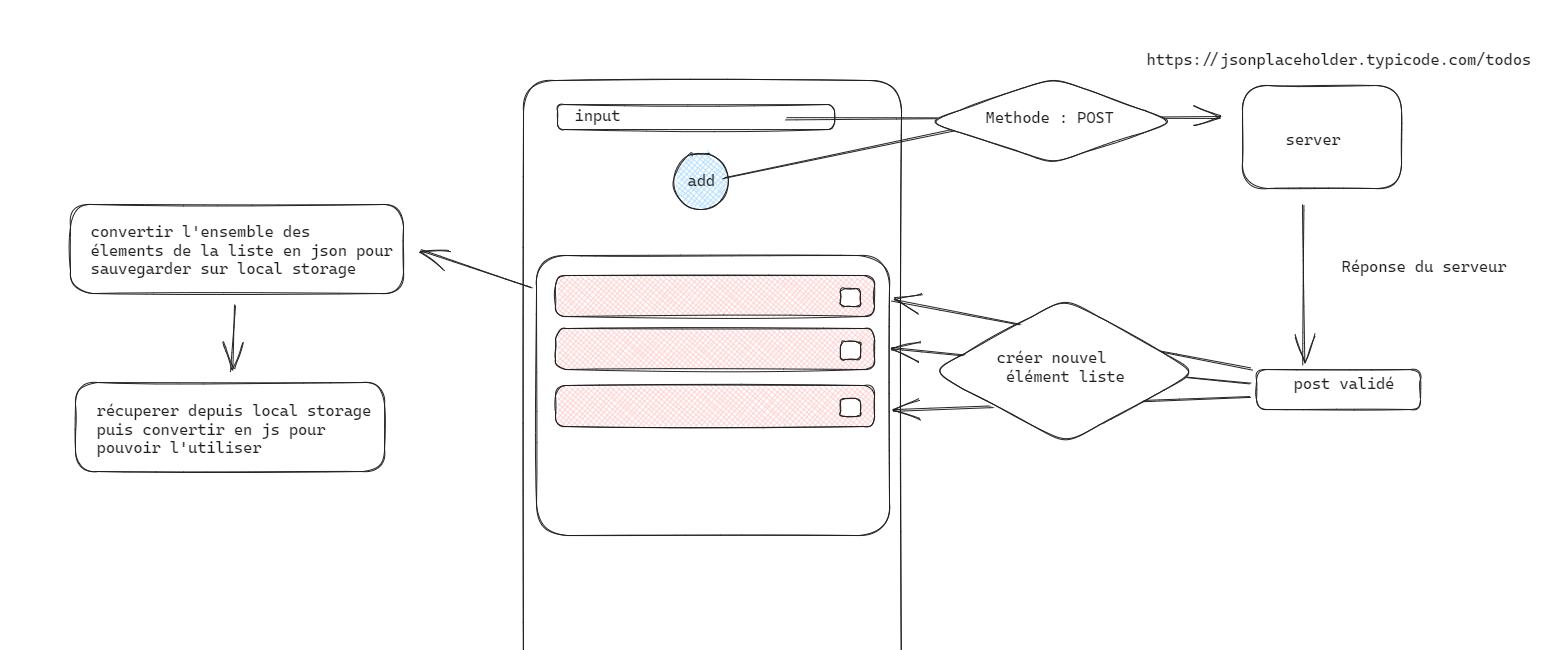 https://jsonplaceholder.typicode.com/todos
input
Methode : POST
server
add
convertir l'ensemble des
élements de la liste en json pour
sauvegarder sur local storage
Réponse du serveur
créer nouvel
élément liste
post validé
récuperer depuis local storage
puis convertir en js pour
pouvoir l'utiliser